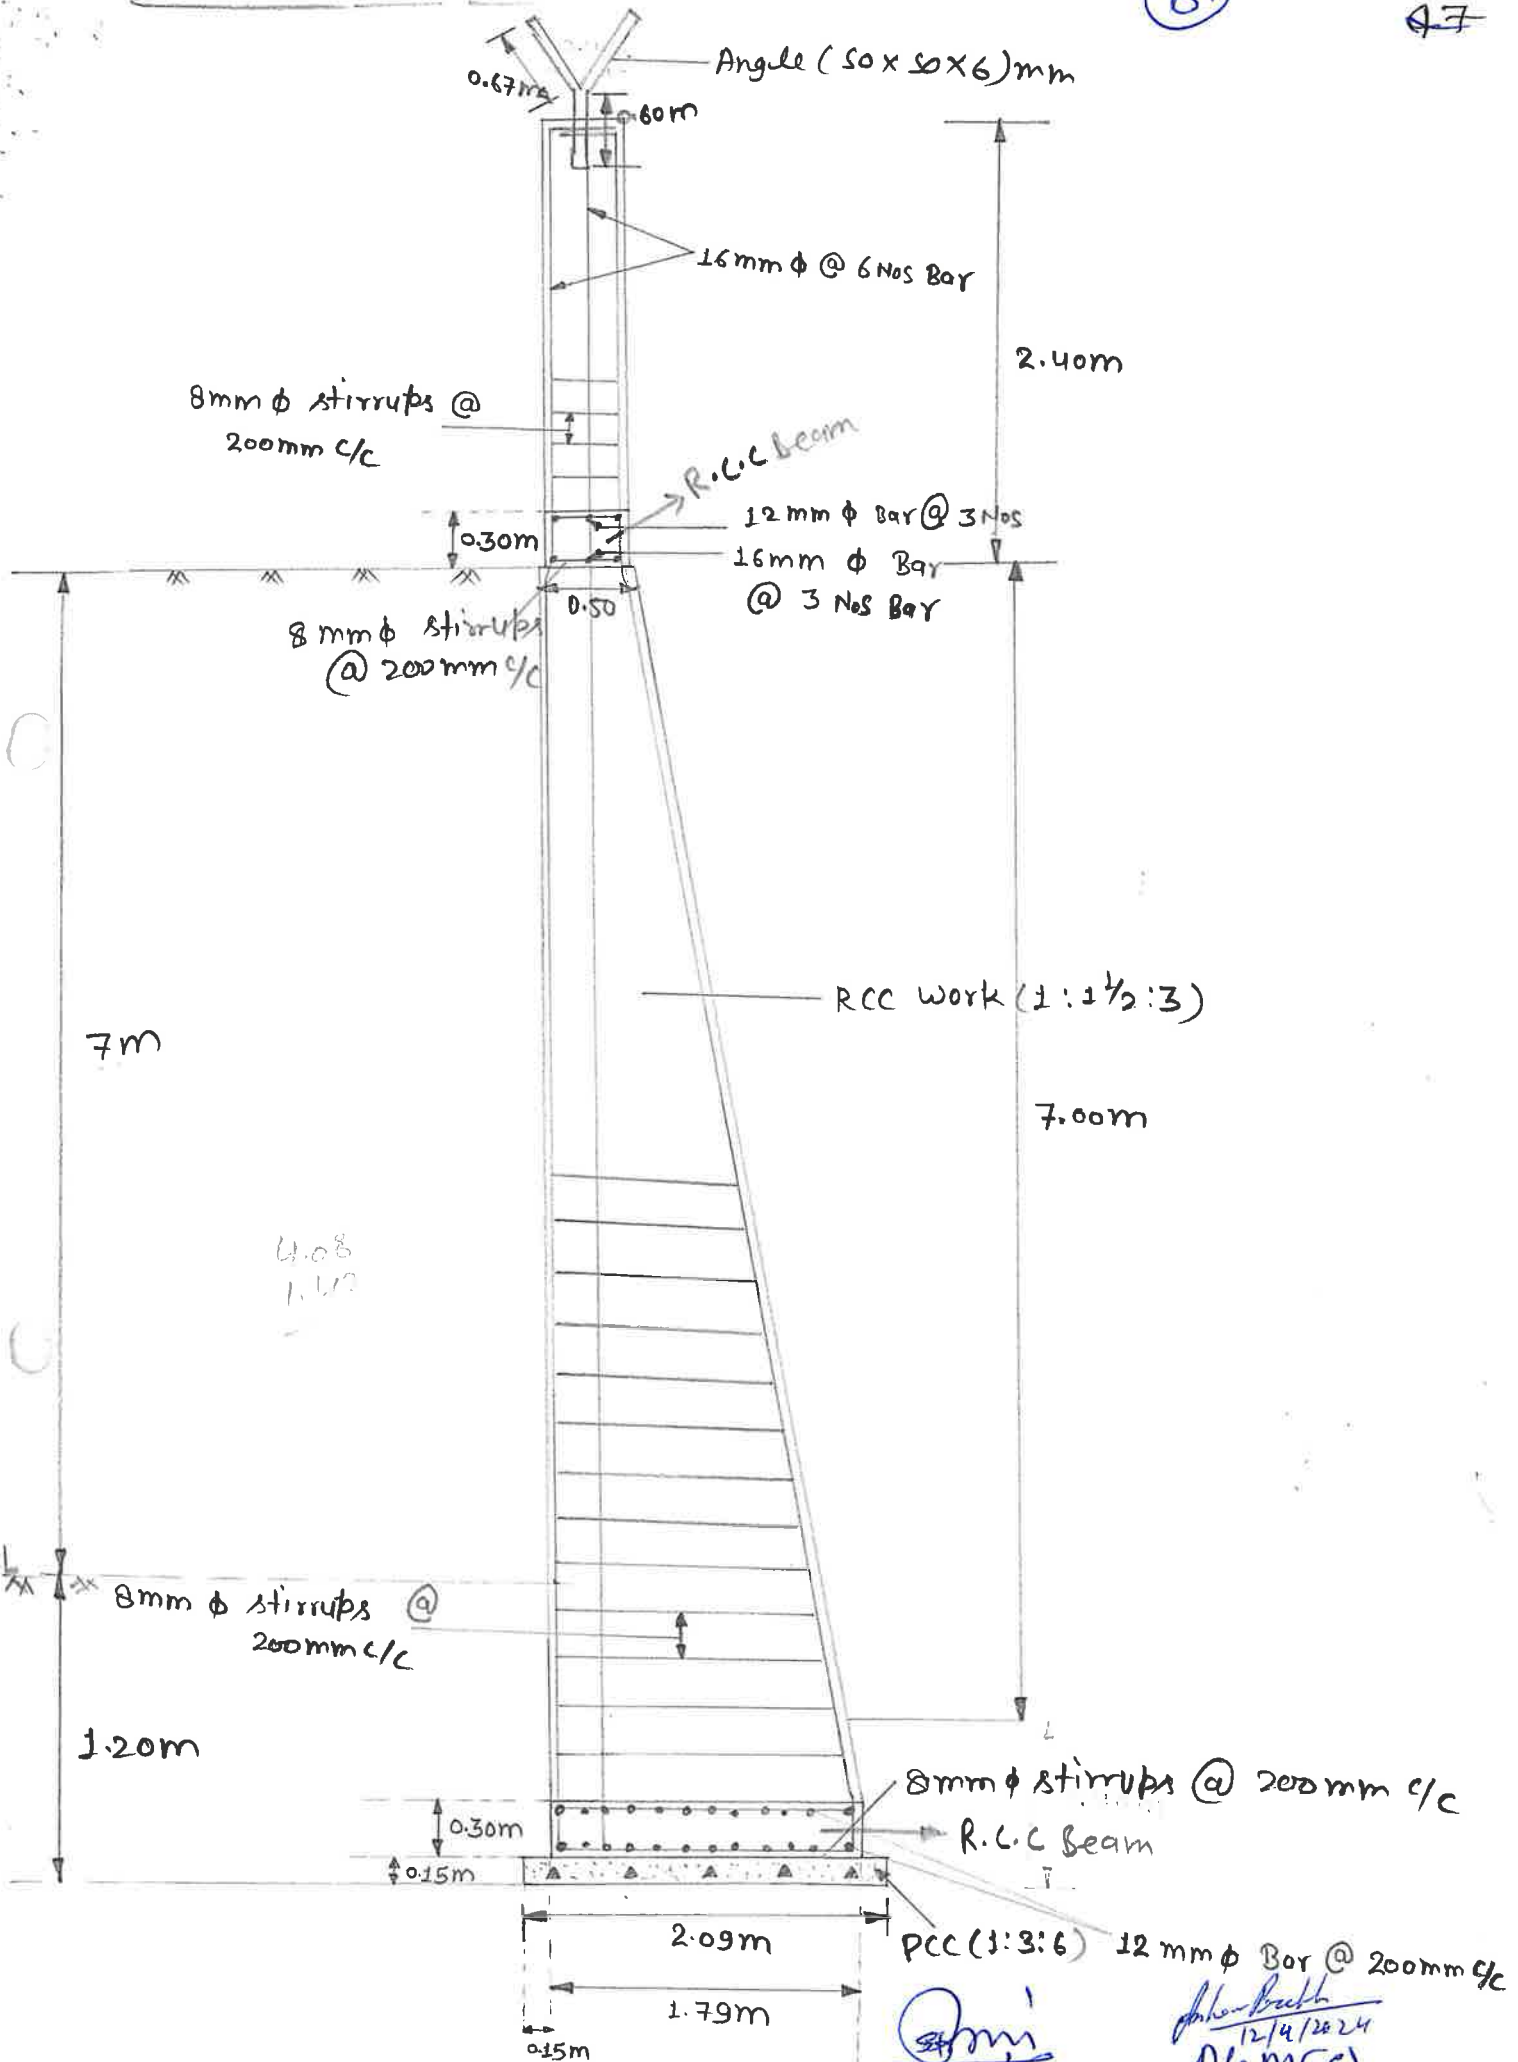 47
Angle (50 x 50 x 6) mm
0.67m
0.60m
16mm ϕ @ 6 Nos Bar
2.40m
8mm ϕ stirrups @
200mm c/c
R.C.C Beam
12mm ϕ Bar @ 3 Nos
0.30m
16mm ϕ Bar
@ 3 Nos Bar
0.50
8mm ϕ stirrups
@ 200mm c/c
RCC work (1:1½:3)
7m
7.00m
4.08
8mm ϕ stirrups @
200mm c/c
1.20m
8mm ϕ stirrups @ 200mm c/c
0.30m
R.C.C Beam
0.15m
2.09m
PCC (1:3:6)
12mm ϕ Bar @ 200mm c/c
1.79m
0.15m
12/4/2024